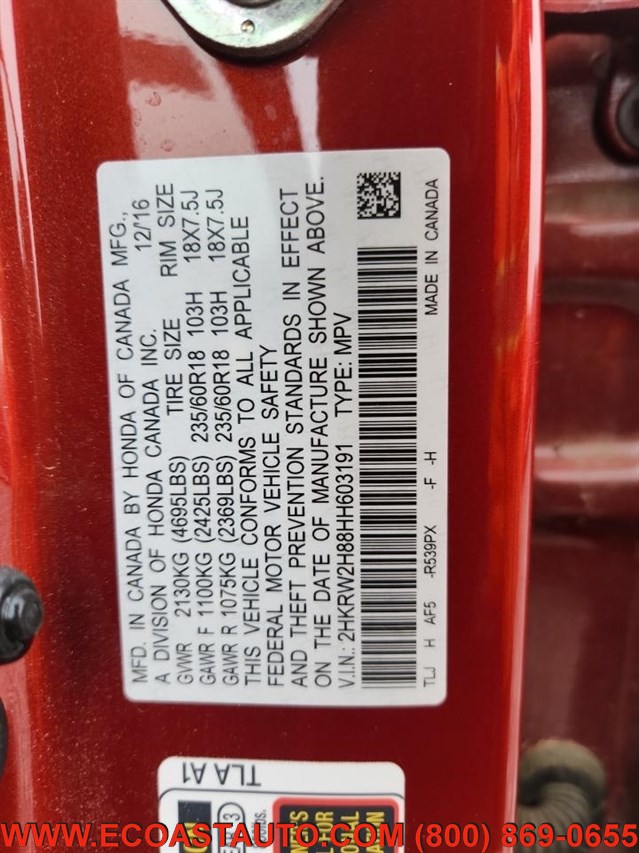 MFD. IN CANADA BY HONDA OF CANADA MFG.,
A DIVISION OF HONDA CANADA INC. 12/16
GVWR 2130KG (4695LBS) TIRE SIZE RIM SIZE
GAWR F 1100KG (2425LBS) 235/60R18 103H 18X7.5J
GAWR R 1075KG (2369LBS) 235/60R18 103H 18X7.5J
THIS VEHICLE CONFORMS TO ALL APPLICABLE
FEDERAL MOTOR VEHICLE SAFETY
AND THEFT PREVENTION STANDARDS IN EFFECT
ON THE DATE OF MANUFACTURE SHOWN ABOVE.
V.I.N.: 2HKRW2H88HH603191 TYPE: MPV
TLJ H AF5 -R539PX -F -H MADE IN CANADA
TLA A1
WWW.ECOASTAUTO.COM (800) 869-0655